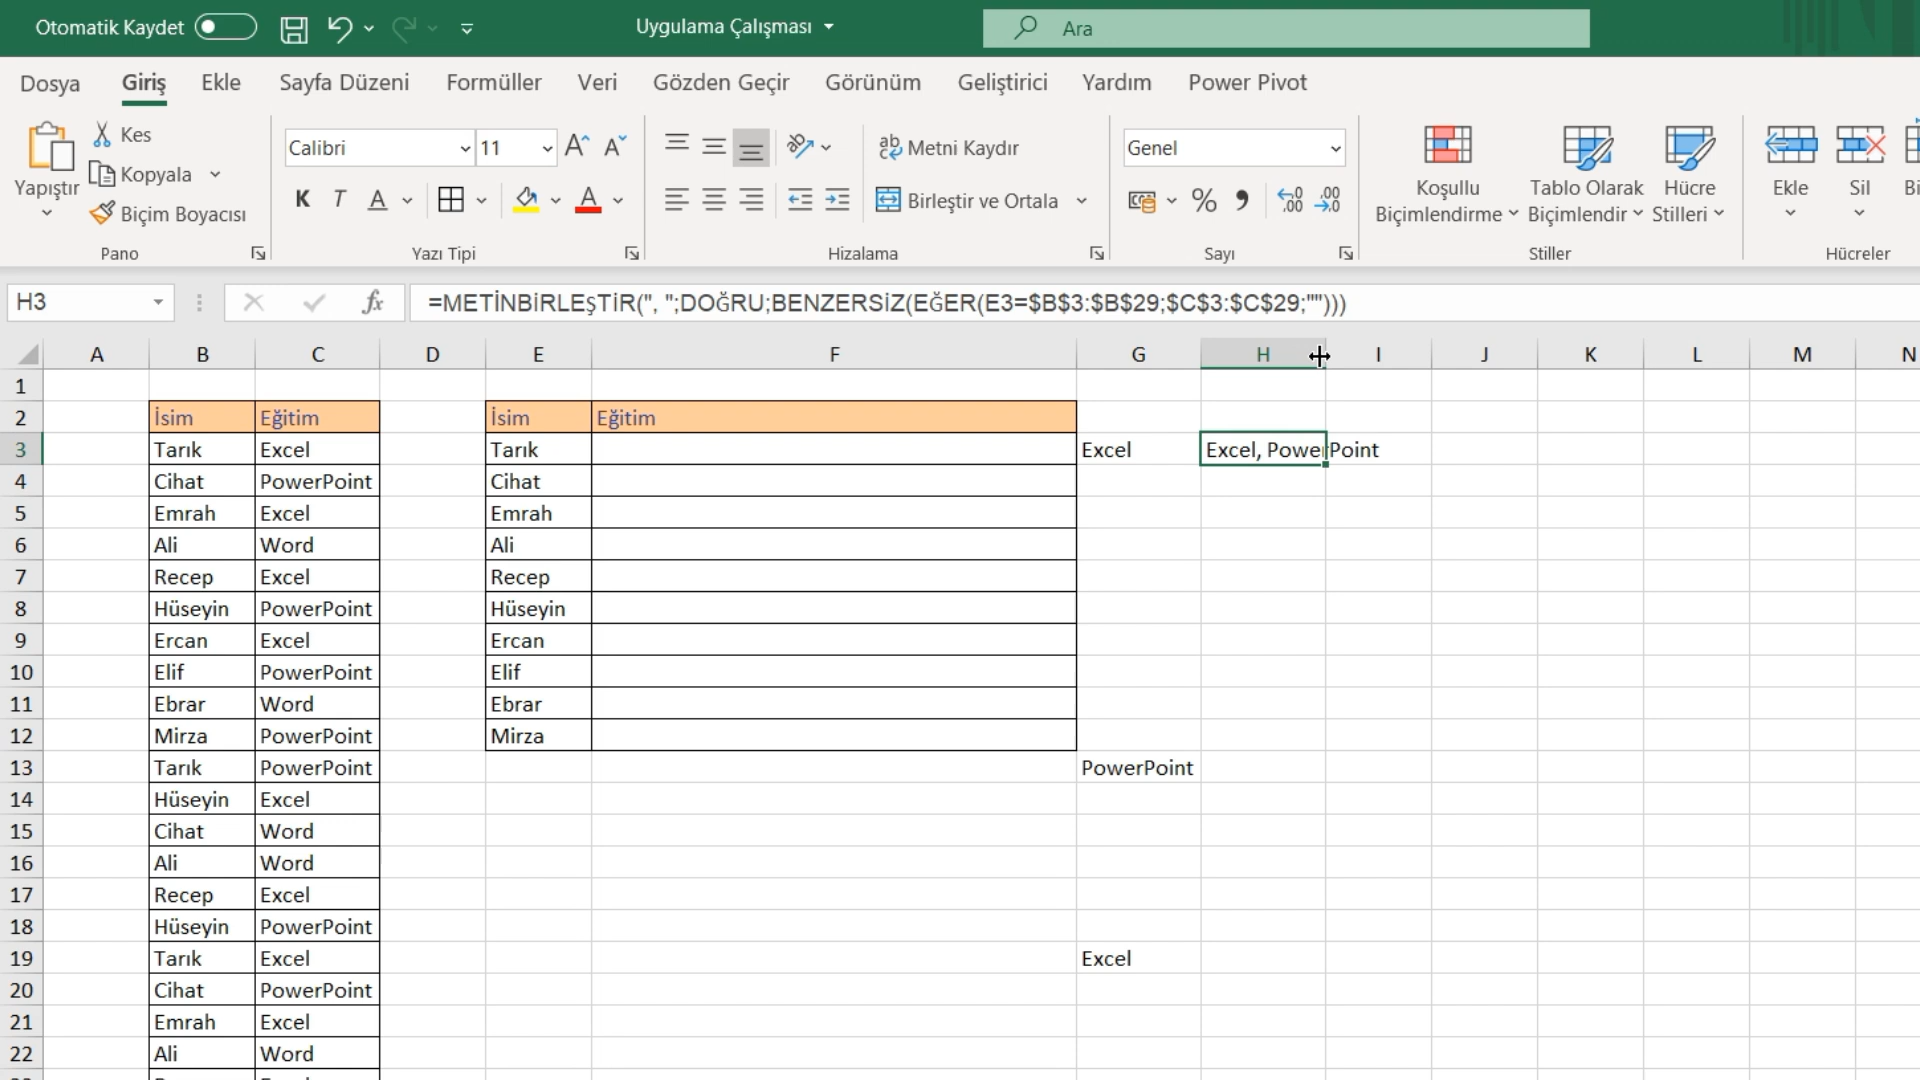 Otomatik Kaydet
Uygulama Çalışması
Ara
Dosya Giriş Ekle Sayfa Düzeni Formüller Veri Gözden Geçir Görünüm Geliştirici Yardım Power Pivot
Yapıştır
Kes
Kopyala
Biçim Boyacısı
Pano
Calibri 11
K T A A
Yazı Tipi
Metni Kaydır
Birleştir ve Ortala
Hizalama
Genel
Sayı
Koşullu Biçimlendirme
Tablo Olarak Biçimlendir
Hücre Stilleri
Stiller
Ekle
Sil
Hücreler
H3
fx
=METİNBİRLEŞTİR(", ";DOĞRU;BENZERSİZ(EĞER(E3=$B$3:$B$29;$C$3:$C$29;"")))
A B C D E F G H I J K L M N
1
2 İsim Eğitim İsim Eğitim
3 Tarık Excel Tarık Excel Excel, PowerPoint
4 Cihat PowerPoint Cihat
5 Emrah Excel Emrah
6 Ali Word Ali
7 Recep Excel Recep
8 Hüseyin PowerPoint Hüseyin
9 Ercan Excel Ercan
10 Elif PowerPoint Elif
11 Ebrar Word Ebrar
12 Mirza PowerPoint Mirza
13 Tarık PowerPoint PowerPoint
14 Hüseyin Excel
15 Cihat Word
16 Ali Word
17 Recep Excel
18 Hüseyin PowerPoint
19 Tarık Excel Excel
20 Cihat PowerPoint
21 Emrah Excel
22 Ali Word